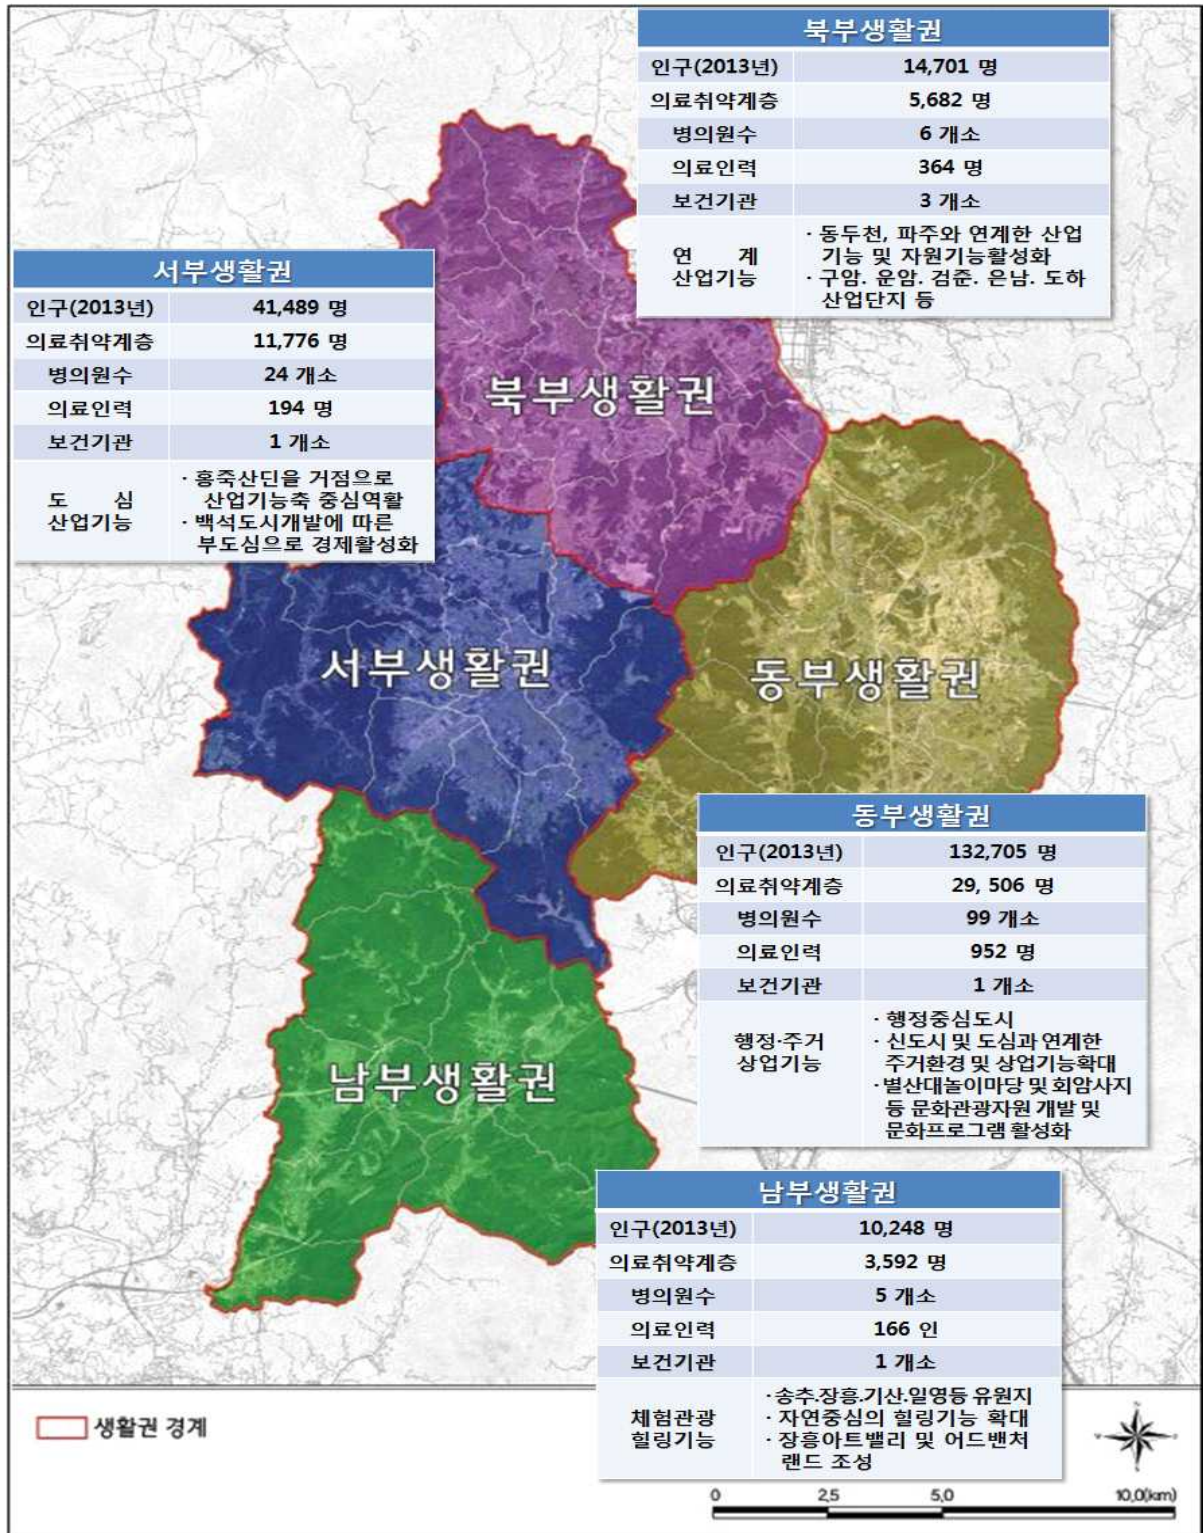 북부생활권
인구(2013년) 14,701 명
의료취약계층 5,682 명
병의원수 6 개소
의료인력 364 명
보건기관 3 개소
연 계
산업기능
· 동두천, 파주와 연계한 산업
기능 및 자원기능활성화
· 구암. 운암. 검준. 은남. 도하
산업단지 등
서부생활권
인구(2013년) 41,489 명
의료취약계층 11,776 명
병의원수 24 개소
의료인력 194 명
보건기관 1 개소
도 심
산업기능
· 홍죽산딘을 거점으로
산업기능축 중심역활
· 백석도시개발에 따른
부도심으로 경제활성화
북부생활권
서부생활권
동부생활권
남부생활권
동부생활권
인구(2013년) 132,705 명
의료취약계층 29, 506 명
병의원수 99 개소
의료인력 952 명
보건기관 1 개소
행정·주거
상업기능
· 행정중심도시
· 신도시 및 도심과 연계한
주거환경 및 상업기능확대
· 별산대놀이마당 및 회암사지
등 문화관광자원 개발 및
문화프로그램 활성화
남부생활권
인구(2013년) 10,248 명
의료취약계층 3,592 명
병의원수 5 개소
의료인력 166 인
보건기관 1 개소
체험관광
힐링기능
· 송추.장흥.기산.일영등 유원지
· 자연중심의 힐링기능 확대
· 장흥아트밸리 및 어드벤처
랜드 조성
생활권 경계
0 2,5 5,0 10,0(km)